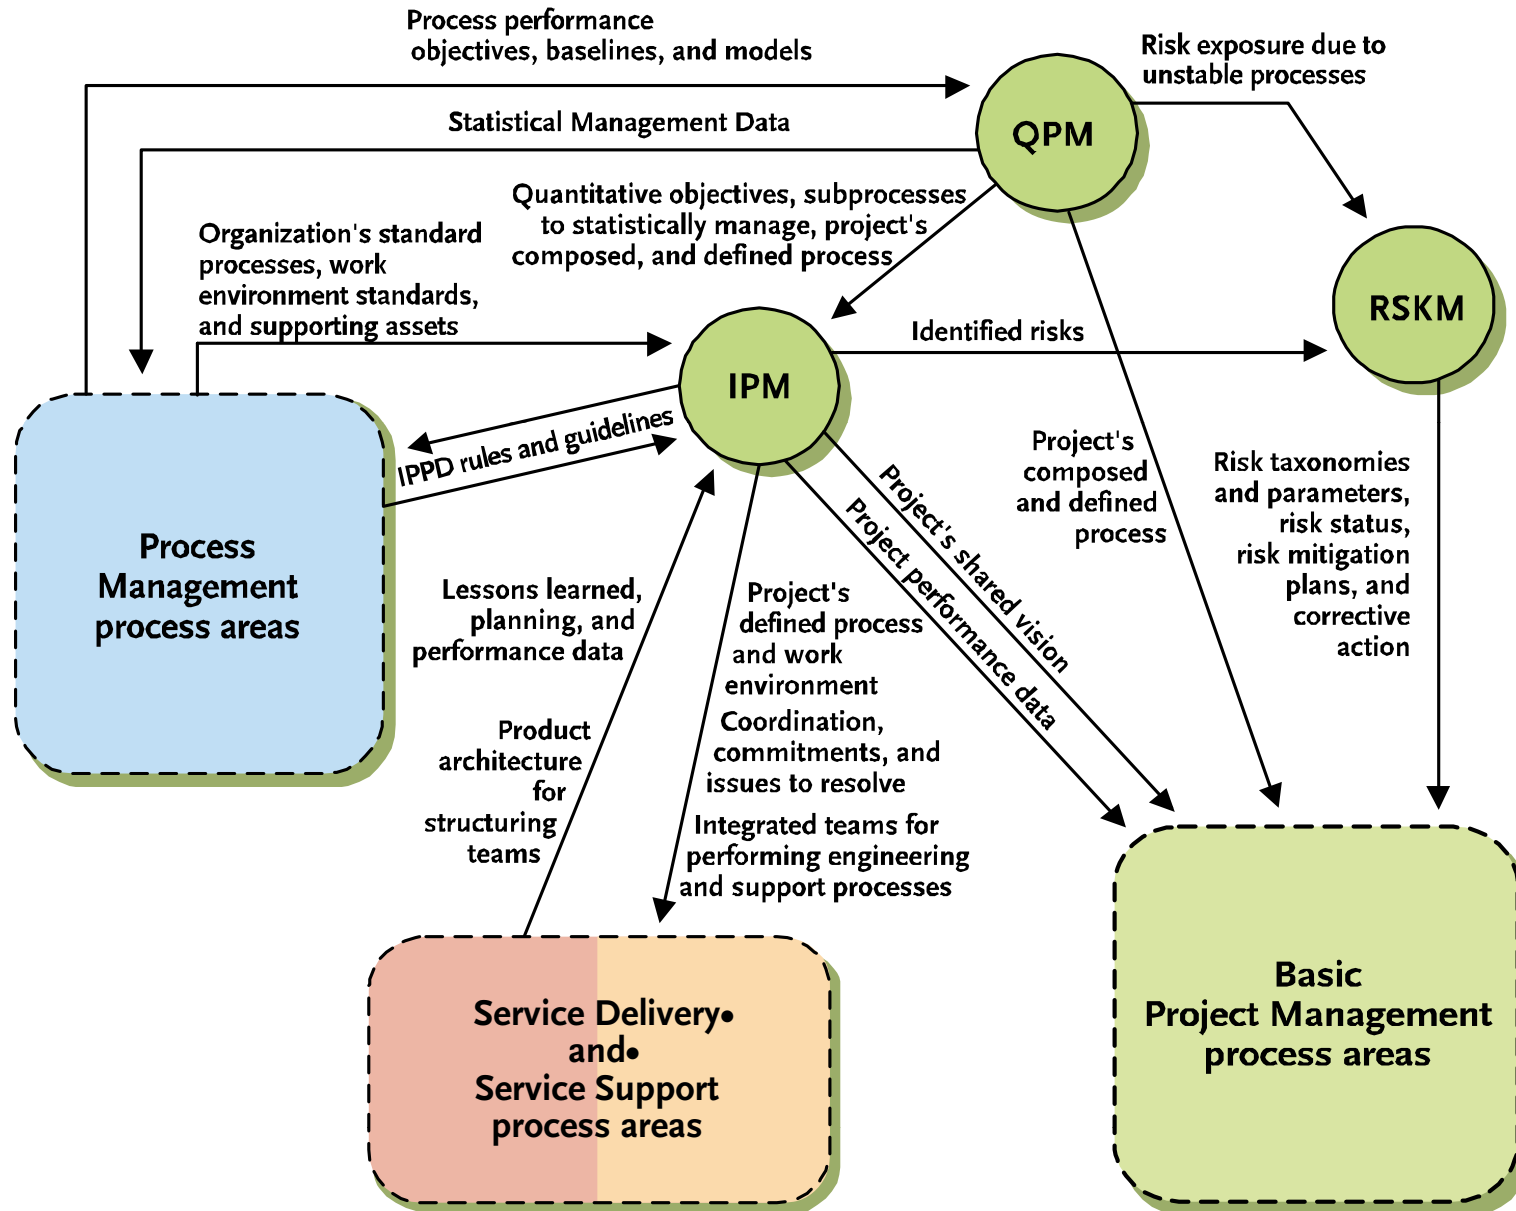 Process performance
objectives, baselines, and models
Risk exposure due to
unstable processes
Statistical Management Data
QPM
Quantitative objectives, subprocesses
to statistically manage, project's
composed, and defined process
Organization's standard
processes, work
environment standards,
and supporting assets
RSKM
Identified risks
IPM
IPPD rules and guidelines
Project's
composed
and defined
process
Risk taxonomies
and parameters,
risk status,
risk mitigation
plans, and
corrective
action
Project's shared vision
Project performance data
Process
Management
process areas
Lessons learned,
planning, and
performance data
Project's
defined process
and work
environment
Product
architecture
for
structuring
teams
Coordination,
commitments, and
issues to resolve
Integrated teams for
performing engineering
and support processes
Service Delivery•
and•
Service Support
process areas
Basic
Project Management
process areas